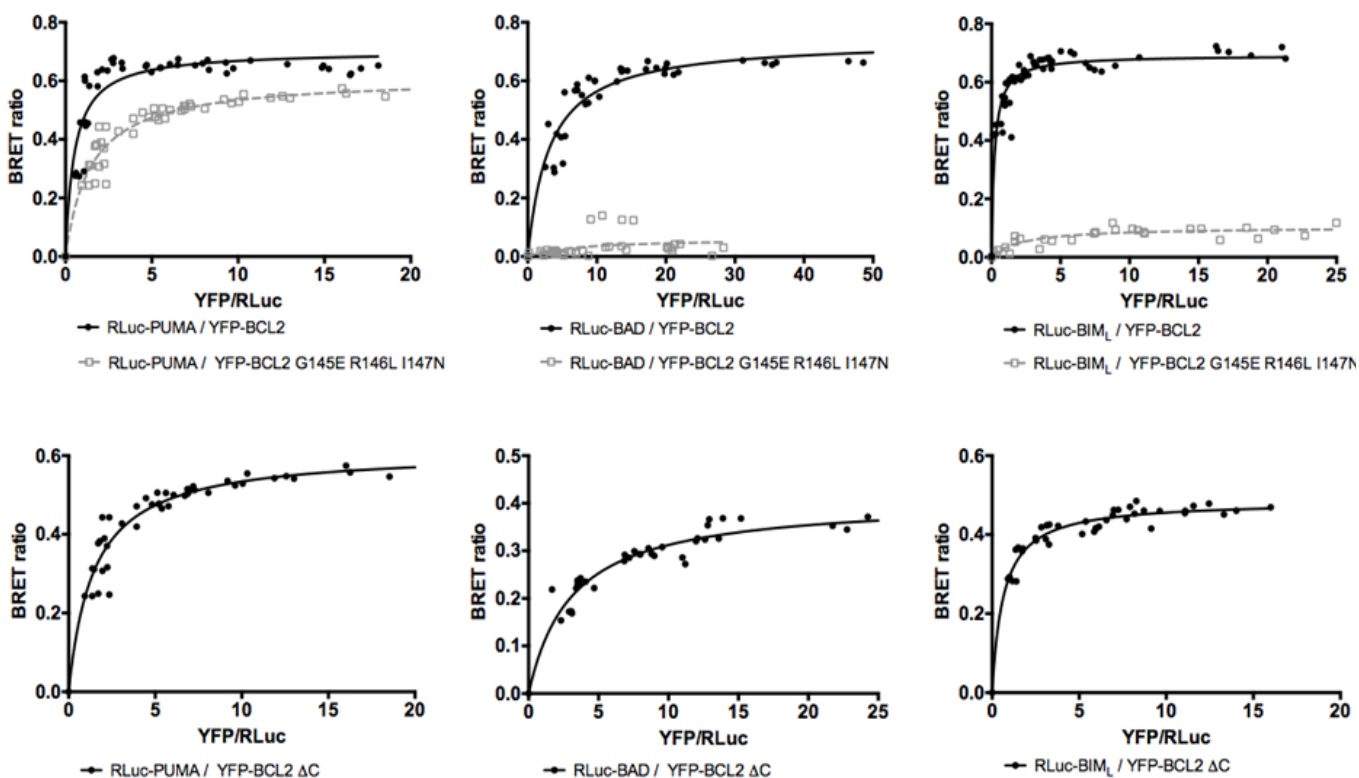 0.8
0.6
0.4
0.2
0.0
BRET ratio
0 5 10 15 20
YFP/RLuc
RLuc-PUMA / YFP-BCL2
RLuc-PUMA / YFP-BCL2 G145E R146L I147N
0.8
0.6
0.4
0.2
0.0
BRET ratio
0 10 20 30 40 50
YFP/RLuc
RLuc-BAD / YFP-BCL2
RLuc-BAD / YFP-BCL2 G145E R146L I147N
0.8
0.6
0.4
0.2
0.0
BRET ratio
0 5 10 15 20 25
YFP/RLuc
RLuc-BIML / YFP-BCL2
RLuc-BIML / YFP-BCL2 G145E R146L I147N
0.6
0.4
0.2
0.0
BRET ratio
0 5 10 15 20
YFP/RLuc
RLuc-PUMA / YFP-BCL2 ΔC
0.5
0.4
0.3
0.2
0.1
0.0
BRET ratio
0 5 10 15 20 25
YFP/RLuc
RLuc-BAD / YFP-BCL2 ΔC
0.6
0.4
0.2
0.0
BRET ratio
0 5 10 15 20
YFP/RLuc
RLuc-BIML / YFP-BCL2 ΔC